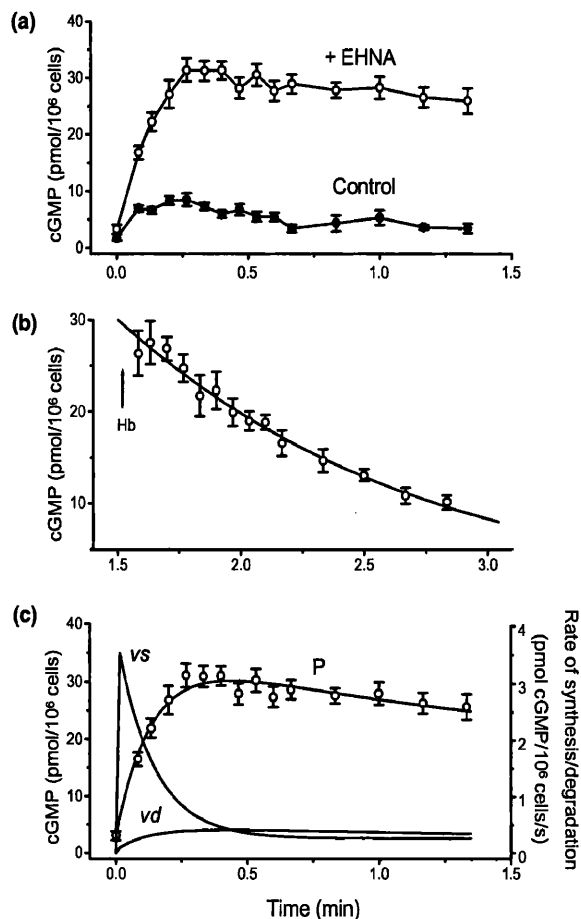 (a)
cGMP (pmol/10⁶ cells)
40
30
20
10
0
+ EHNA
Control
0.0 0.5 1.0 1.5
(b)
cGMP (pmol/10⁶ cells)
30
20
10
Hb
1.5 2.0 2.5 3.0
(c)
cGMP (pmol/10⁶ cells)
40
30
20
10
0
vs
vd
P
4
3
2
1
0
Rate of synthesis/degradation
(pmol cGMP/10⁶ cells/s)
0.0 0.5 1.0 1.5
Time (min)